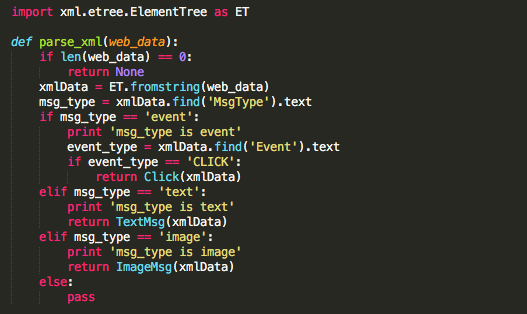 import xml.etree.ElementTree as ET

def parse_xml(web_data):
    if len(web_data) == 0:
        return None
    xmlData = ET.fromstring(web_data)
    msg_type = xmlData.find('MsgType').text
    if msg_type == 'event':
        print 'msg_type is event'
        event_type = xmlData.find('Event').text
        if event_type == 'CLICK':
            return Click(xmlData)
    elif msg_type == 'text':
        print 'msg_type is text'
        return TextMsg(xmlData)
    elif msg_type == 'image':
        print 'msg_type is image'
        return ImageMsg(xmlData)
    else:
        pass